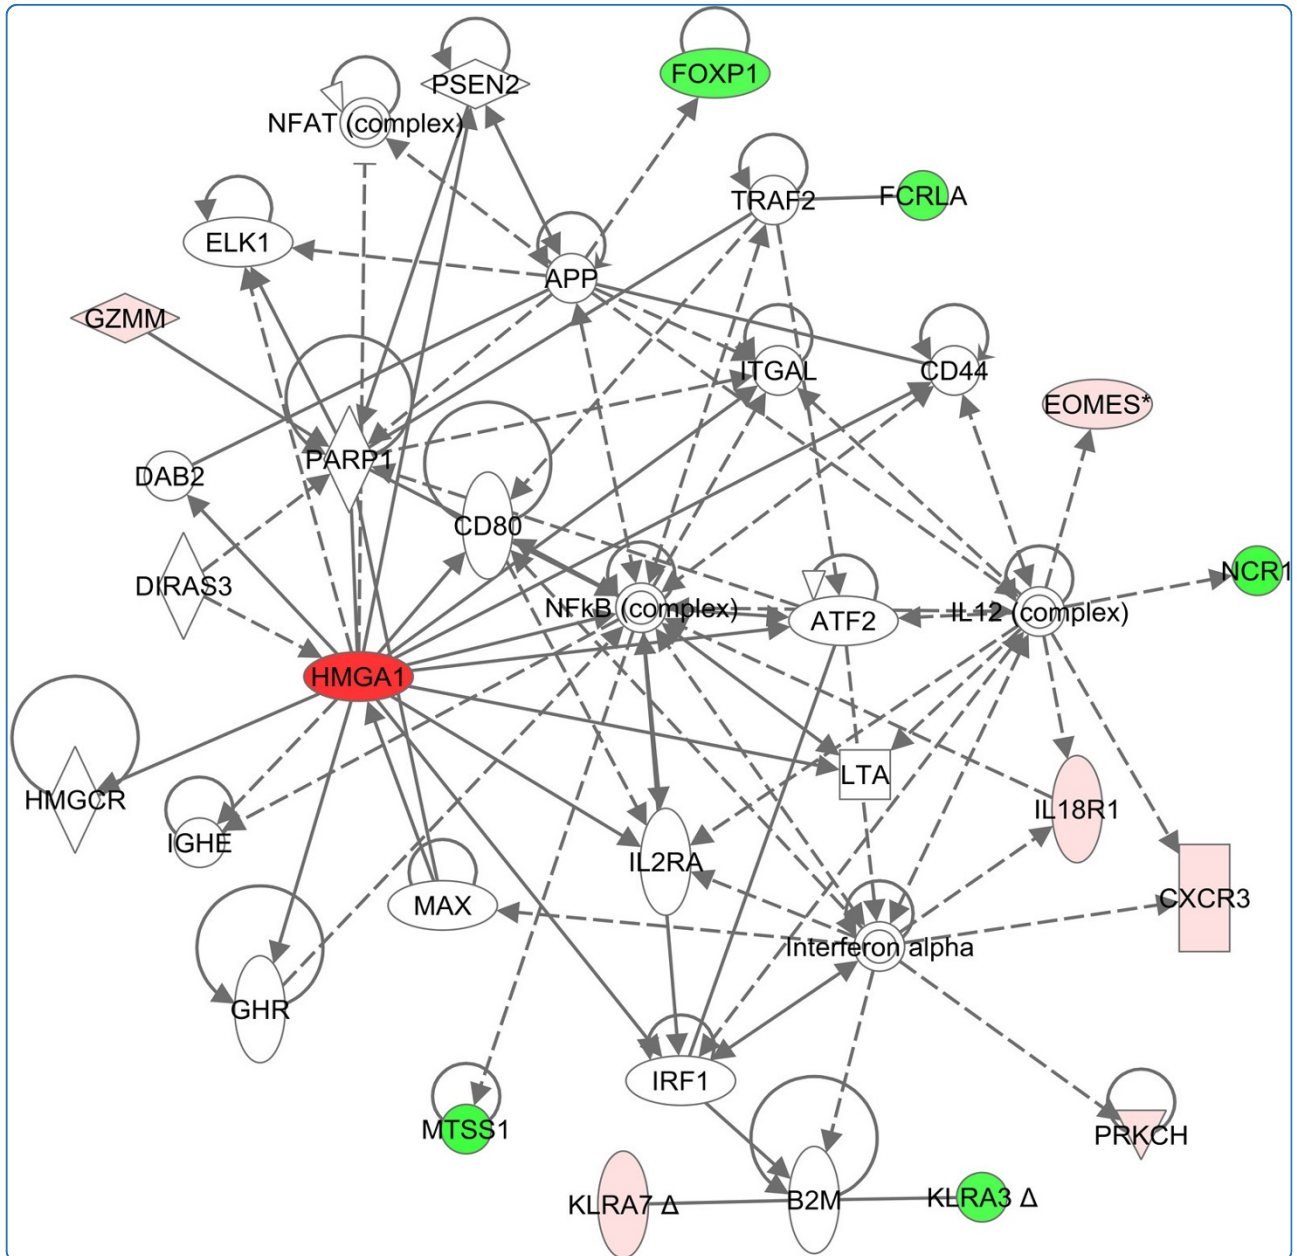 PSEN2
FOXP1
NFAT (complex)
TRAF2
FCRLA
ELK1
APP
GZMM
ITGAL
CD44
EOMES*
PARP1
DAB2
CD80
DIRAS3
NCR1
NFkB (complex)
ATF2
IL12 (complex)
HMGA1
LTA
HMGCR
IL18R1
IGHE
IL2RA
CXCR3
MAX
Interferon alpha
GHR
IRF1
MTSS1
PRKCH
KLRA7 Δ
B2M
KLRA3 Δ